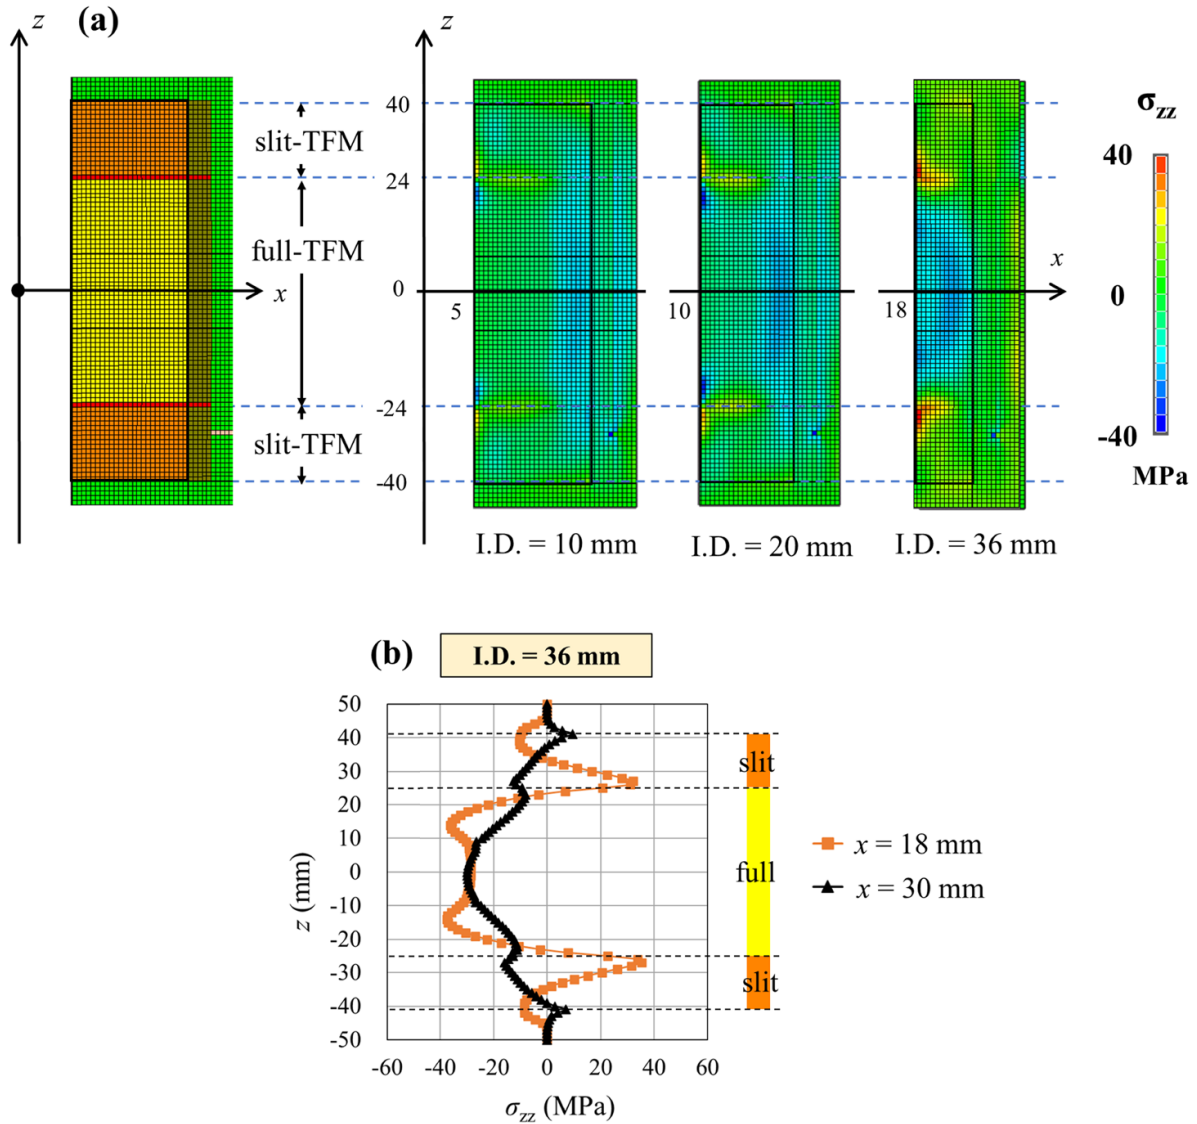 (a)
z
z
40
slit-TFM
24
full-TFM
0
x
x
5
10
18
-24
slit-TFM
-40
I.D. = 10 mm
I.D. = 20 mm
I.D. = 36 mm
σzz
40
0
-40
MPa
(b)
I.D. = 36 mm
50
40
30
20
10
0
-10
-20
-30
-40
-50
z (mm)
-60 -40 -20 0 20 40 60
σzz (MPa)
slit
full
slit
x = 18 mm
x = 30 mm